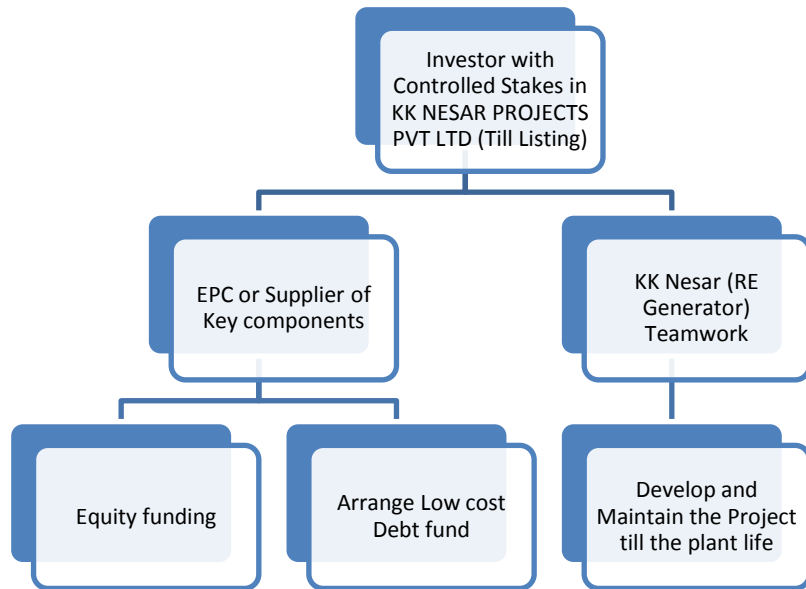 Investor with
Controlled Stakes in
KK NESAR PROJECTS
PVT LTD (Till Listing)
EPC or Supplier of
Key components
KK Nesar (RE
Generator)
Teamwork
Equity funding
Arrange Low cost
Debt fund
Develop and
Maintain the Project
till the plant life